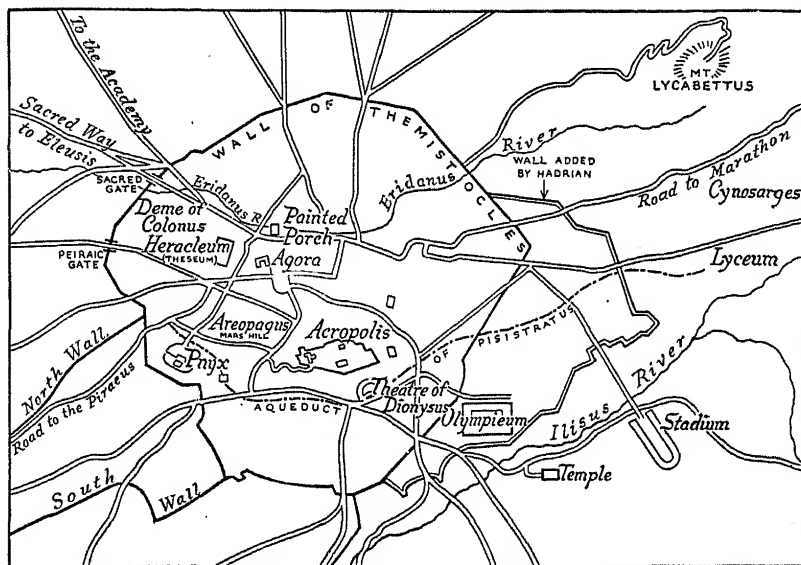 To the Academy
MT.
LYCABETTUS
Sacred Way
to Eleusis
WALL OF THEMISTOCLES
River
WALL ADDED
BY HADRIAN
Road to Marathon
Cynosarges
SACRED
GATE
Eridanus R.
Eridanus
Deme of
Colonus
Painted
Porch
Heracleum
(THESEUM)
PEIRAIC
GATE
Agora
Lyceum
Areopagus
MARS' HILL
Acropolis
OF PISISTRATUS
North Wall
Pnyx
Road to the Piraeus
AQUEDUCT
Theatre of
Dionysus
Olympieum
Ilisus River
Stadium
South Wall
Temple